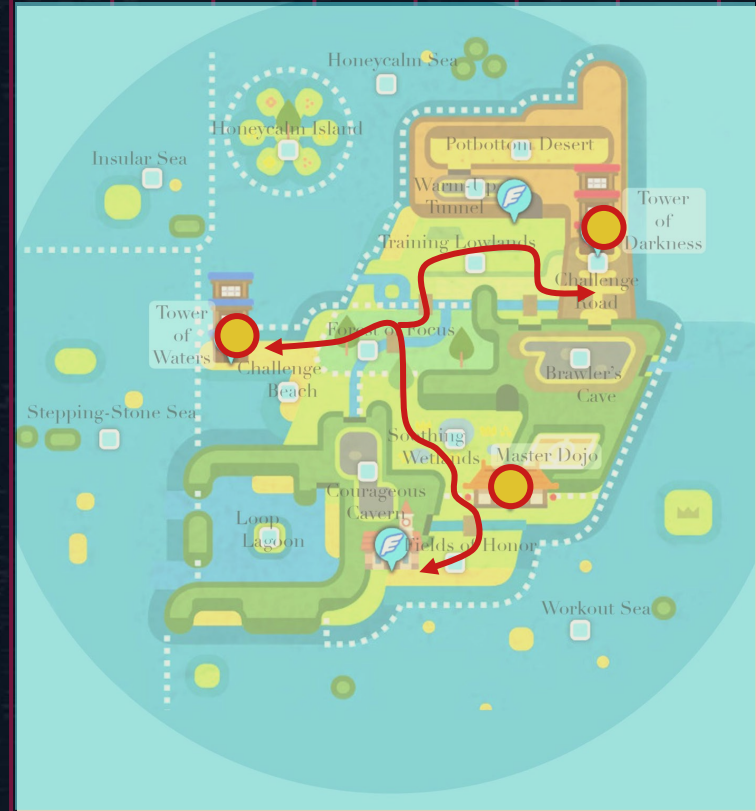 Honeycalm Sea
Honeycalm Island
Potbottom Desert
Insular Sea
Warm-Up
Tunnel
Tower
of
Darkness
Training Lowlands
Challenge
Road
Tower
of
Waters
Forest of Focus
Challenge
Beach
Brawler's
Cave
Stepping-Stone Sea
Soothing
Wetlands
Master Dojo
Courageous
Cavern
Loop
Lagoon
Fields of Honor
Workout Sea